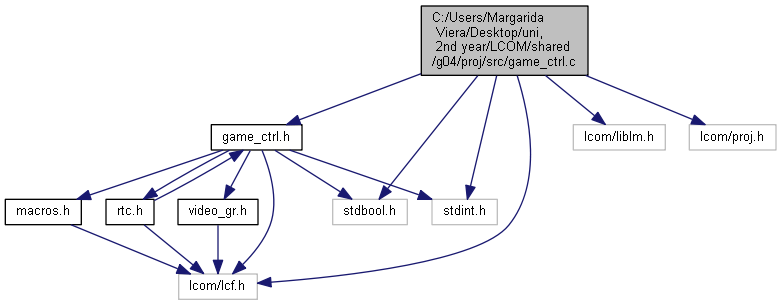 C:/Users/Margarida
Viera/Desktop/uni,
2nd year/LCOM/shared
/g04/proj/src/game_ctrl.c
game_ctrl.h
lcom/liblm.h
lcom/proj.h
macros.h
rtc.h
video_gr.h
stdbool.h
stdint.h
lcom/lcf.h